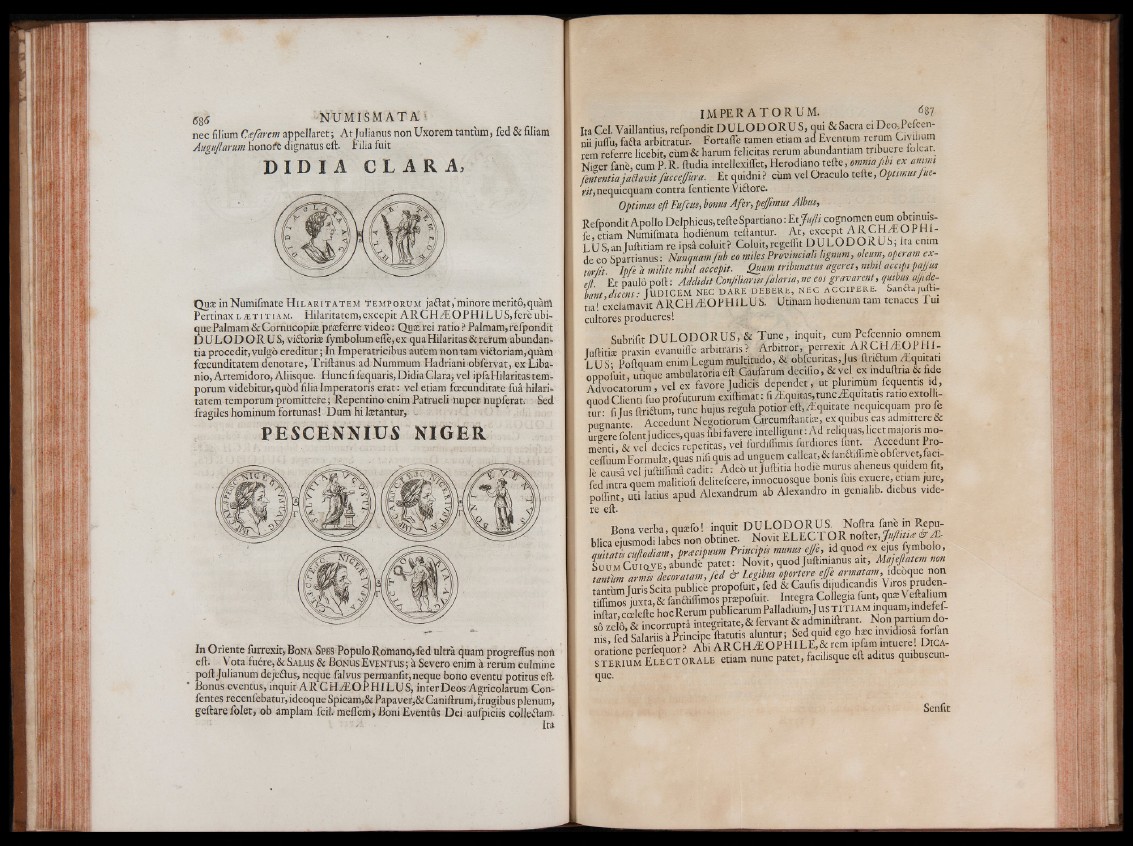 686 NUMISMATA
nec filium Cæsarem appellaret; At Julianus non Uxorem tantùm, sed & filiam
Augustarum honore dignatus est. Filia fuit
DIDIA CLARA,
Quæ in Numismate HILARITATEM TEMPORUM jactat, minore meritô, quàm
Pertinax LÆTITIAM. Hilaritatem, excepit ARCHÆOPHILUS, fere ubi-
que Palmam & Cornucopiæ præferre video: Quæ rei ratio? Palmam, respondit
DULODORUS, victoriæ symbolum esse, ex qua Hilaritas & rerum abundan-
tia procedit, vulgò creditur; In Imperatricibus autem non tam victoriam, quàm
fœcunditatem denotare, Tristanus ad Nummum Hadriani observat, ex Liba-
nio, Artemidoro, Aliisque. Hunc si sequaris, Didia Clara, vel ipsa Hilaritas tem-
porum videbitur, quòd filia Imperatoris erat: vel etiam fœcunditate suâ hilari-
tatem temporum promittere; Repentino enim Patrueli nuper nupserat. Sed
fragiles hominum fortunas! Dum hi lætantur,
PESCENNIUS NIGER
In Oriente surrexit, BONA SPES Populo Romano, sed ultrà quam progressus non
est. Vota fuére, & SALUS & BONUS EVENTUS; à Severo enim à rerum culmine
post Julianum dejectus, neque salvus permansit, neque bono eventu potitus est.
Bonus eventus, inquit ARCHÆOPHILUS, inter Deos Agricolarum Con-
sentes recensebatur, ideoque Spicam, & Papaver, & Canistrum, frugibus plenum,
gestare solet, ob amplam scil. messem, Boni Eventûs Dei auspiciis collectam.
Ita
IMPERATORUM. 687
Ita Cel. Vaillantius, respondit DULODORUS, qui & Sacra ei Deo, Pescen-
nii jussu, facta arbitratur. Fortasse tamen etiam ad Eventum rerum Civilium
rem referre licebit, cùm & harum felicitas rerum abundantiam tribuere soleat.
Niger sanè, cum P. R. studia intellexisset, Herodiano teste, omnia sibi ex animi
sententia jactavit successura. Et quidni? cùm vel Oraculo teste, Optimus fue-
rit, nequicquam contra sentiente Victore.
Optimus est Fuscus, bonus Afer, pessimus Albus,
Respondit Apollo Delphicus, teste Spartiano: Et Justi cognomen eum obtinuis-
se, etiam Numismata hodiênum testantur. At, excepit ARCHÆOPHI-
LUS, an Justitiam re ipsâ coluit? Coluit, regessit DULODORUS; Ita enim
de eo Spartianus: Nunquam sub eo miles Provinciali lignum, oleum, operam ex-
torsit. Ipse à milite nihil accepit. Quum tribunatus ageret, nihil accipi passus
est. Et paulò post: Addidit Consiliariis salaria, ne eos gravarent, quibus assde-
bant, dicens: JUDICEM NEC DARE DEBERE, NEC ACCIPERE. Sancta justi-
tia! exclamavit ARCHÆOPHILUS. Utinam hodienum tam tenaces Tui
cultores produceres!
Subrisit DULODORUS, & Tune, inquit, cum Pescennio omnem
Justitiæ praxin evanuisse arbitraris? Arbitror, perrexit ARCHÆOPHI-
LUS; Postquam enim Legum multitudo, & obscuritas, Jus strictum Æquitati
opposuit, utique ambulatoria est Causarum decisio, & vel ex industria & fide
Advocatorum, vel ex favore Judicis dependet, ut plurimùm sequentis id,
quod Clienti suo profuturum existimat: si Æquitas, tunc Æquitatis ratio extolli-
tur: si Jus strictum, tunc hujus regula potior est, Æquitate nequicquam pro se
pugnante. Accedunt Negotiorum Circumstantiæ, ex quibus eas admittere &
urgere solent judices, quas sibi favere intelligunt: Ad reliquas, licet majoris mo-
menti, & vel decies repetitas, vel surdissimis surdiores sunt. Accedunt Pro-
cessuum Formulæ, quas nisi quis ad unguem calleat, & sanctissimè observet, faci-
lè causâ vel justissimâ cadit: Adeò ut Justitia hodie murus aheneus quidem sit,
sed intra quem malitiosi delitescere, innocuosque bonis suis exuere, etiam jure,
possint, uti latius apud Alexandrum ab Alexandro in genialib. diebus vide-
re est.
Bona verba, quæso! inquit DULODORUS. Nostra sanè in Repu-
blica ejusmodi labes non obtinet. Novit ELECTOR noster, Justitiæ & Æ-
quitatis custodiam, præcipuum Principis munus esse, id quod ex ejus symbolo,
SUUM CUIQVE, abundè patet: Novit, quod Justinianus ait, Majestatem non
tantùm armis decoratam, sed & Legibus oportere esse armatam, ideòque non
tantùm Juris Scita publicè proposuit, sed & Causis dijudicandis Viros pruden-
tissimos juxta, & sanctissimos præposuit. Integra Collegia sunt, quæ Vestalium
instar, cœleste hoc Rerum publicarum Palladium, JUSTITIAM inquam, indefes-
sô zelô, & incorruptâ integritate, & servant & administrant. Non partium do-
nis, sed Salariis à Principe statutis aluntur; Sed quid ego hæc invidiosâ forsan
oratione persequor? Abi ARCHÆOPHILE, & rem ipsam intuere! DICA-
STERIUM ELECTORALE etiam nunc patet, facilisque est aditus quibuscun-
que.
Sensit